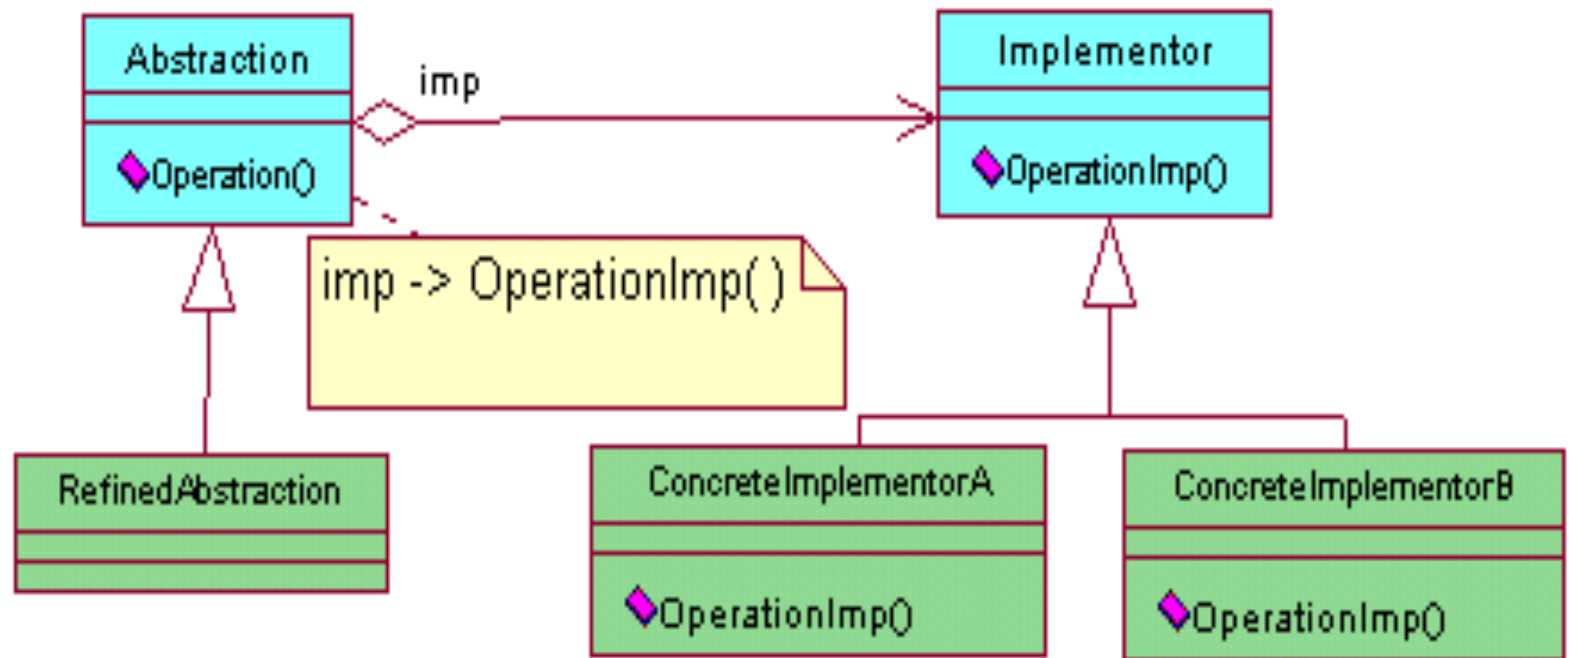 Abstraction
Operation()
imp
Implementor
OperationImp()
imp -> OperationImp( )
RefinedAbstraction
ConcreteImplementorA
OperationImp()
ConcreteImplementorB
OperationImp()